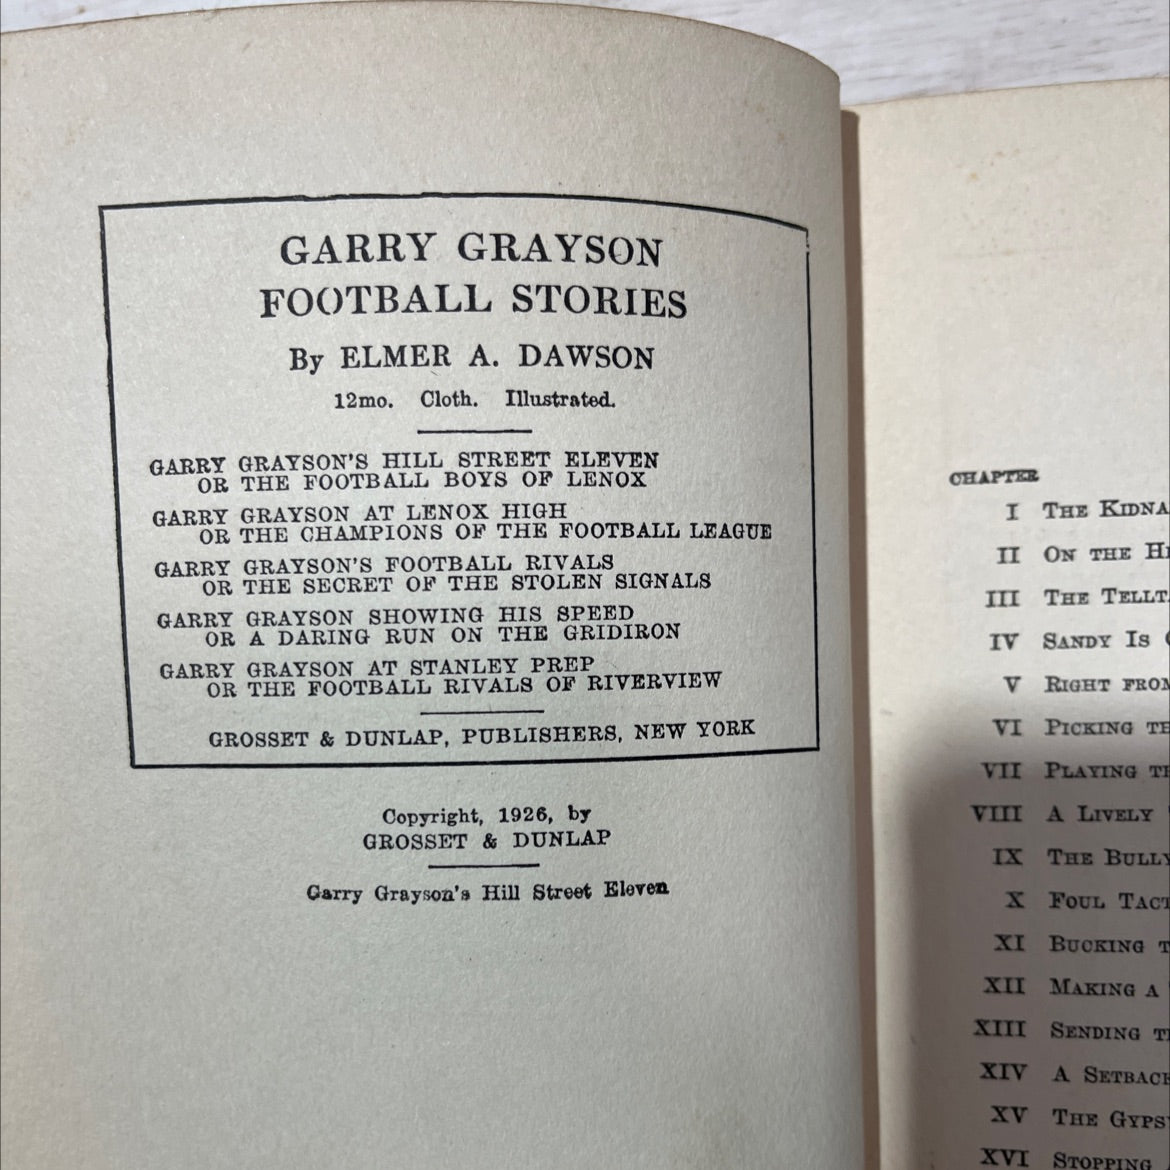 GARRY GRAYSON
FOOTBALL STORIES
By ELMER A. DAWSON
12mo. Cloth. Illustrated.
GARRY GRAYSON'S HILL STREET ELEVEN
OR THE FOOTBALL BOYS OF LENOX
GARRY GRAYSON AT LENOX HIGH
OR THE CHAMPIONS OF THE FOOTBALL LEAGUE
GARRY GRAYSON'S FOOTBALL RIVALS
OR THE SECRET OF THE STOLEN SIGNALS
GARRY GRAYSON SHOWING HIS SPEED
OR A DARING RUN ON THE GRIDIRON
GARRY GRAYSON AT STANLEY PREP
OR THE FOOTBALL RIVALS OF RIVERVIEW
GROSSET & DUNLAP, PUBLISHERS, NEW YORK
Copyright, 1926, by
GROSSET & DUNLAP
Garry Grayson's Hill Street Eleven
CHAPTER
I THE KIDNA
II ON THE
III THE TELLT
IV SANDY IS
V RIGHT FROM
VI PICKING
VII PLAYING
VIII A LIVELY
IX THE BULLY
X FOUL TACT
XI BUCKING
XII MAKING A
XIII SENDING
XIV A SETBACK
XV THE GYPS
XVI STOPPING